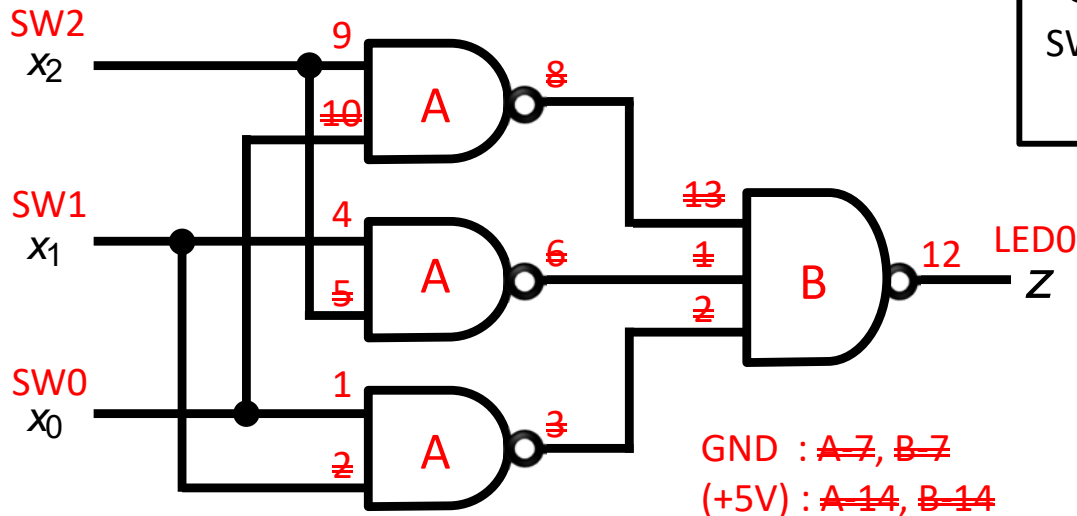 SW2
x2
9
10
A
8
SW
SW1
x1
4
5
A
6
13
1
2
B
12
LED0
z
SW0
x0
1
2
A
3
GND : A-7, B-7
(+5V) : A-14, B-14